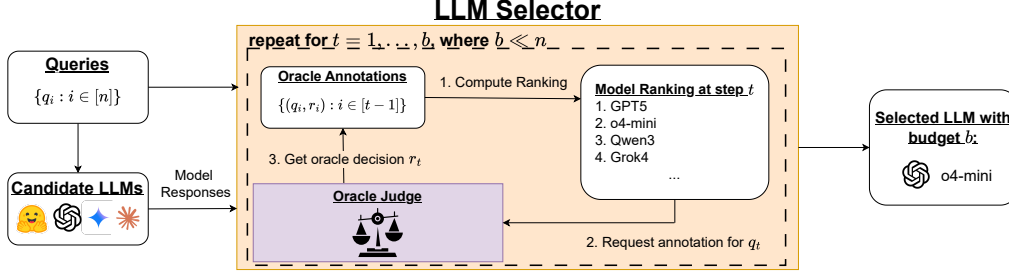 LLM Selector
repeat for t = 1, . . . , b, where b ≪ n
Queries
{q_i : i ∈ [n]}
Candidate LLMs
Model
Responses
Oracle Annotations
{(q_i, r_i) : i ∈ [t − 1]}
1. Compute Ranking
Model Ranking at step t
1. GPT5
2. o4-mini
3. Qwen3
4. Grok4
...
3. Get oracle decision r_t
Oracle Judge
2. Request annotation for q_t
Selected LLM with
budget b:
o4-mini